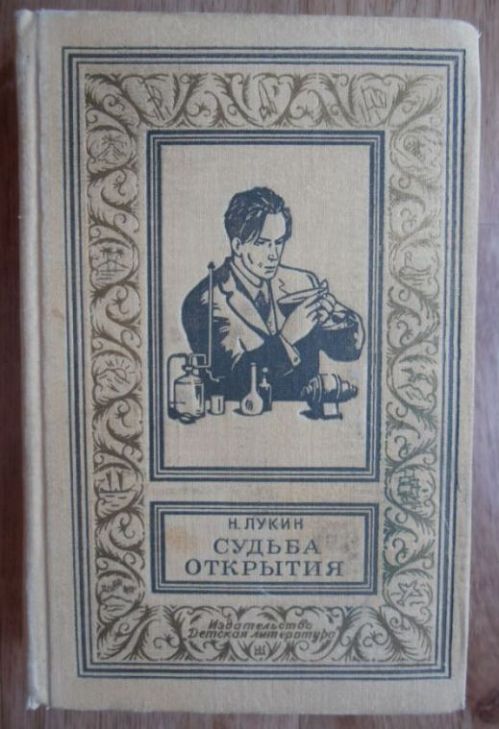 Н. ЛУКИН
СУДЬБА
ОТКРЫТИЯ
Издательство
Детская литература